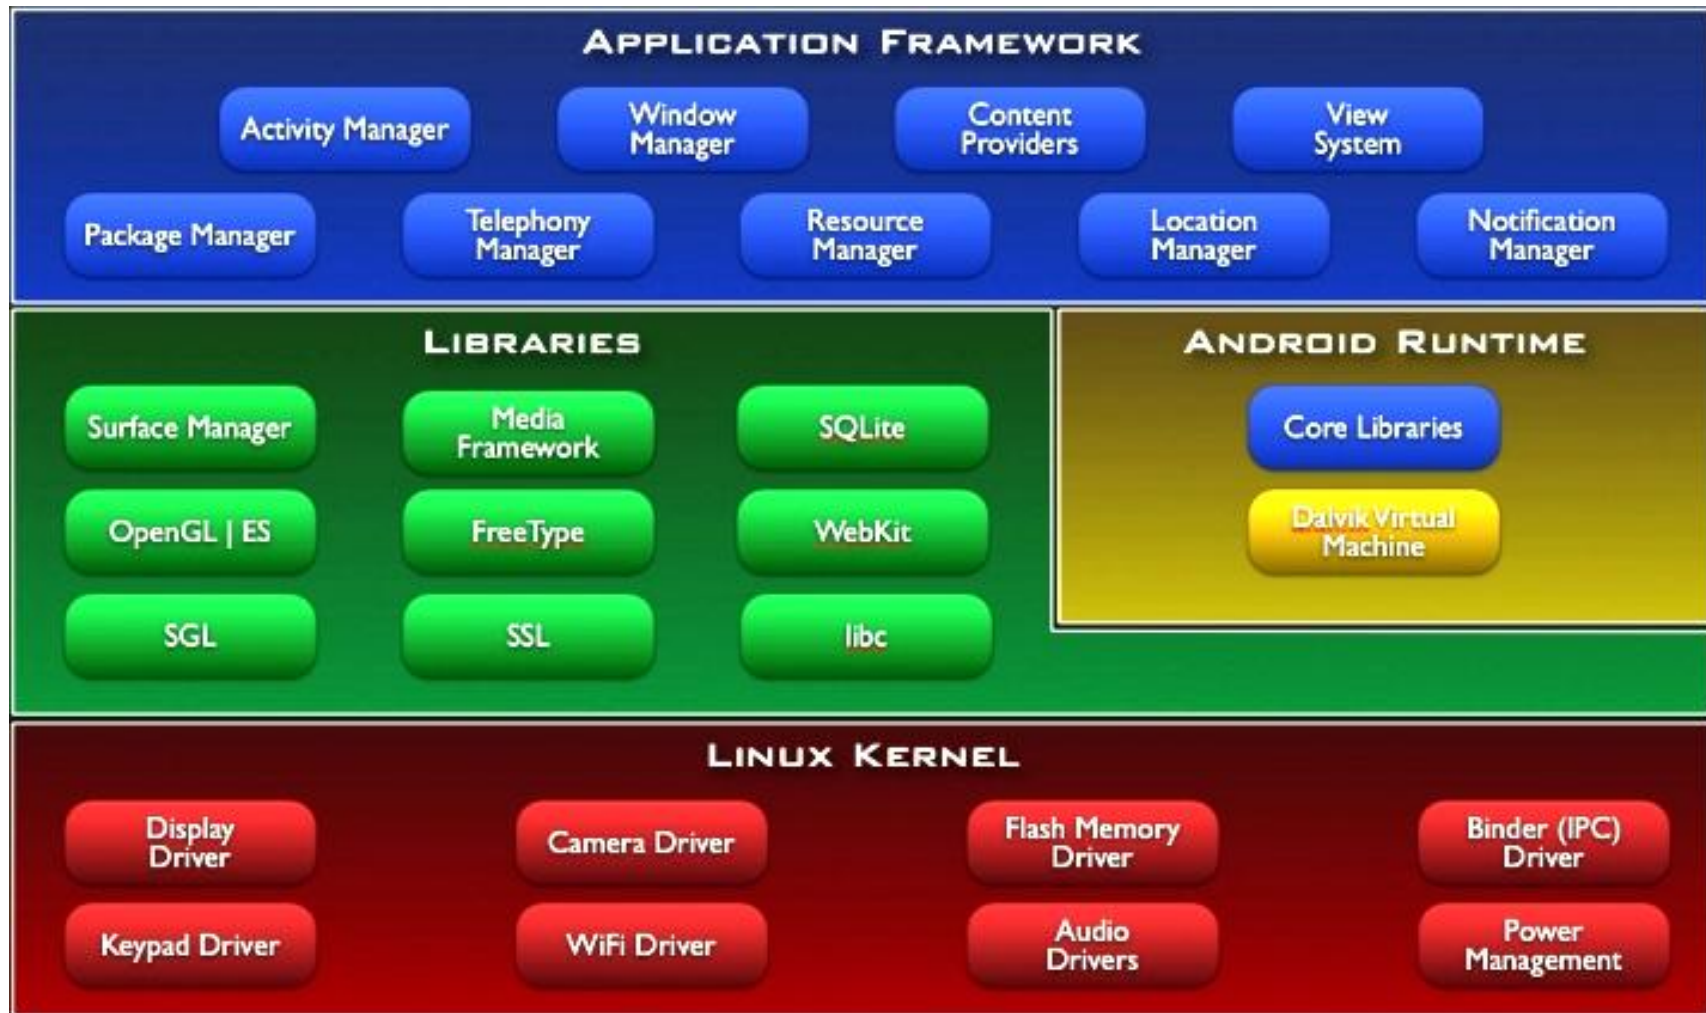 APPLICATION FRAMEWORK
Activity Manager
Window
Manager
Content
Providers
View
System
Package Manager
Telephony
Manager
Resource
Manager
Location
Manager
Notification
Manager
LIBRARIES
Surface Manager
Media
Framework
SQLite
OpenGL | ES
FreeType
WebKit
SGL
SSL
libc
ANDROID RUNTIME
Core Libraries
Dalvik Virtual
Machine
LINUX KERNEL
Display
Driver
Camera Driver
Flash Memory
Driver
Binder (IPC)
Driver
Keypad Driver
WiFi Driver
Audio
Drivers
Power
Management